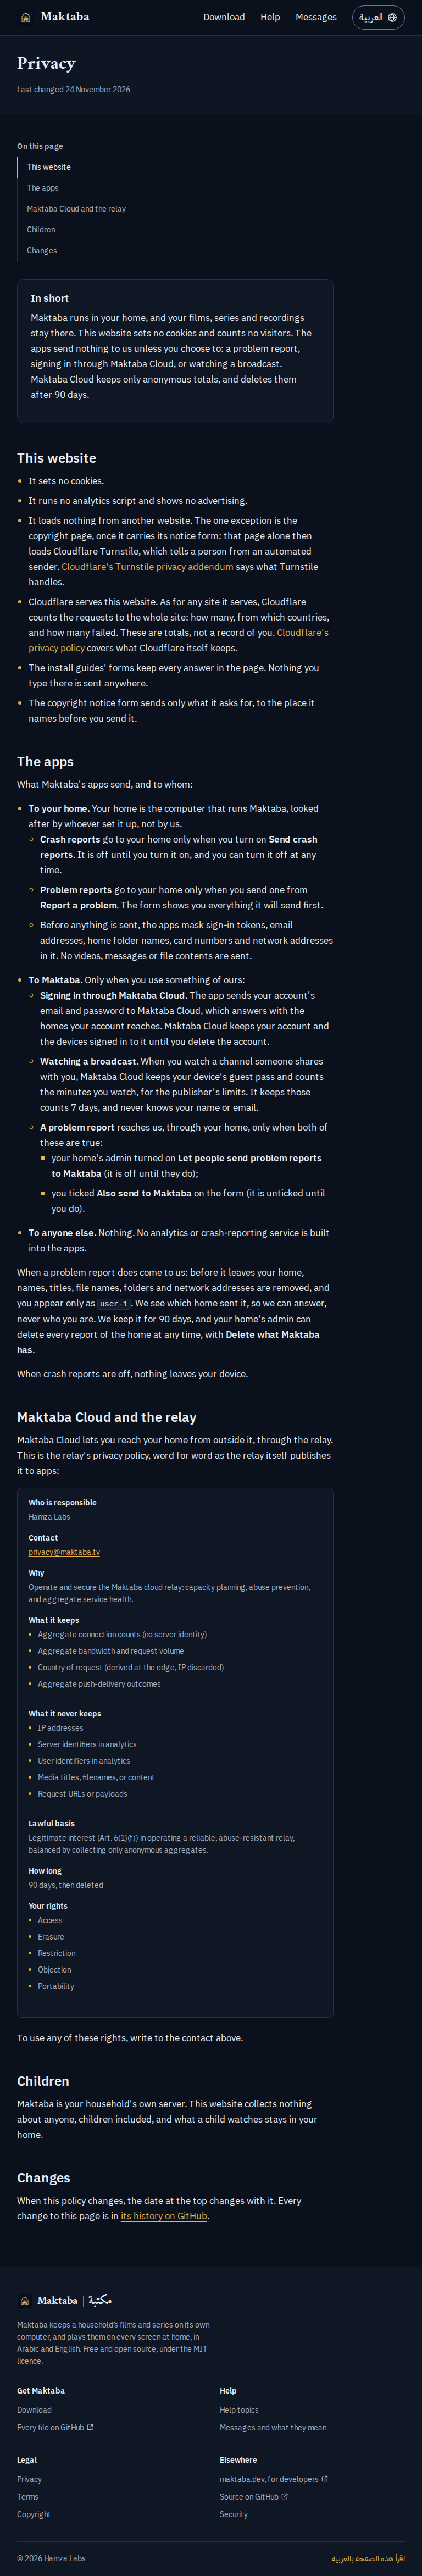 Maktaba
Download
Help
Messages
العربية
Privacy
Last changed 24 November 2026
On this page
This website
The apps
Maktaba Cloud and the relay
Children
Changes
In short
Maktaba runs in your home, and your films, series and recordings
stay there. This website sets no cookies and counts no visitors. The
apps send nothing to us unless you choose to: a problem report,
signing in through Maktaba Cloud, or watching a broadcast.
Maktaba Cloud keeps only anonymous totals, and deletes them
after 90 days.
This website
It sets no cookies.
It runs no analytics script and shows no advertising.
It loads nothing from another website. The one exception is the
copyright page, once it carries its notice form: that page alone then
loads Cloudflare Turnstile, which tells a person from an automated
sender. Cloudflare's Turnstile privacy addendum says what Turnstile
handles.
Cloudflare serves this website. As for any site it serves, Cloudflare
counts the requests to the whole site: how many, from which countries,
and how many failed. These are totals, not a record of you. Cloudflare's
privacy policy covers what Cloudflare itself keeps.
The install guides' forms keep every answer in the page. Nothing you
type there is sent anywhere.
The copyright notice form sends only what it asks for, to the place it
names before you send it.
The apps
What Maktaba's apps send, and to whom:
To your home. Your home is the computer that runs Maktaba, looked
after by whoever set it up, not by us.
Crash reports go to your home only when you turn on Send crash
reports. It is off until you turn it on, and you can turn it off at any
time.
Problem reports go to your home only when you send one from
Report a problem. The form shows you everything it will send first.
Before anything is sent, the apps mask sign-in tokens, email
addresses, home folder names, card numbers and network addresses
in it. No videos, messages or file contents are sent.
To Maktaba. Only when you use something of ours:
Signing in through Maktaba Cloud. The app sends your account's
email and password to Maktaba Cloud, which answers with the
homes your account reaches. Maktaba Cloud keeps your account and
the devices signed in to it until you delete the account.
Watching a broadcast. When you watch a channel someone shares
with you, Maktaba Cloud keeps your device's guest pass and counts
the minutes you watch, for the publisher's limits. It keeps those
counts 7 days, and never knows your name or email.
A problem report reaches us, through your home, only when both of
these are true:
your home's admin turned on Let people send problem reports
to Maktaba (it is off until they do);
you ticked Also send to Maktaba on the form (it is unticked until
you do).
To anyone else. Nothing. No analytics or crash-reporting service is built
into the apps.
When a problem report does come to us: before it leaves your home,
names, titles, file names, folders and network addresses are removed, and
you appear only as user-1. We see which home sent it, so we can answer,
never who you are. We keep it for 90 days, and your home's admin can
delete every report of the home at any time, with Delete what Maktaba
has.
When crash reports are off, nothing leaves your device.
Maktaba Cloud and the relay
Maktaba Cloud lets you reach your home from outside it, through the relay.
This is the relay's privacy policy, word for word as the relay itself publishes
it to apps:
Who is responsible
Hamza Labs
Contact
privacy@maktaba.tv
Why
Operate and secure the Maktaba cloud relay: capacity planning, abuse prevention,
and aggregate service health.
What it keeps
Aggregate connection counts (no server identity)
Aggregate bandwidth and request volume
Country of request (derived at the edge, IP discarded)
Aggregate push-delivery outcomes
What it never keeps
IP addresses
Server identifiers in analytics
User identifiers in analytics
Media titles, filenames, or content
Request URLs or payloads
Lawful basis
Legitimate interest (Art. 6(1)(f)) in operating a reliable, abuse-resistant relay,
balanced by collecting only anonymous aggregates.
How long
90 days, then deleted
Your rights
Access
Erasure
Restriction
Objection
Portability
To use any of these rights, write to the contact above.
Children
Maktaba is your household's own server. This website collects nothing
about anyone, children included, and what a child watches stays in your
home.
Changes
When this policy changes, the date at the top changes with it. Every
change to this page is in its history on GitHub.
Maktaba | مكتبة
Maktaba keeps a household's films and series on its own
computer, and plays them on every screen at home, in
Arabic and English. Free and open source, under the MIT
licence.
Get Maktaba
Download
Every file on GitHub
Help
Help topics
Messages and what they mean
Legal
Privacy
Terms
Copyright
Elsewhere
maktaba.dev, for developers
Source on GitHub
Security
© 2026 Hamza Labs
اقرأ هذه الصفحة بالعربية